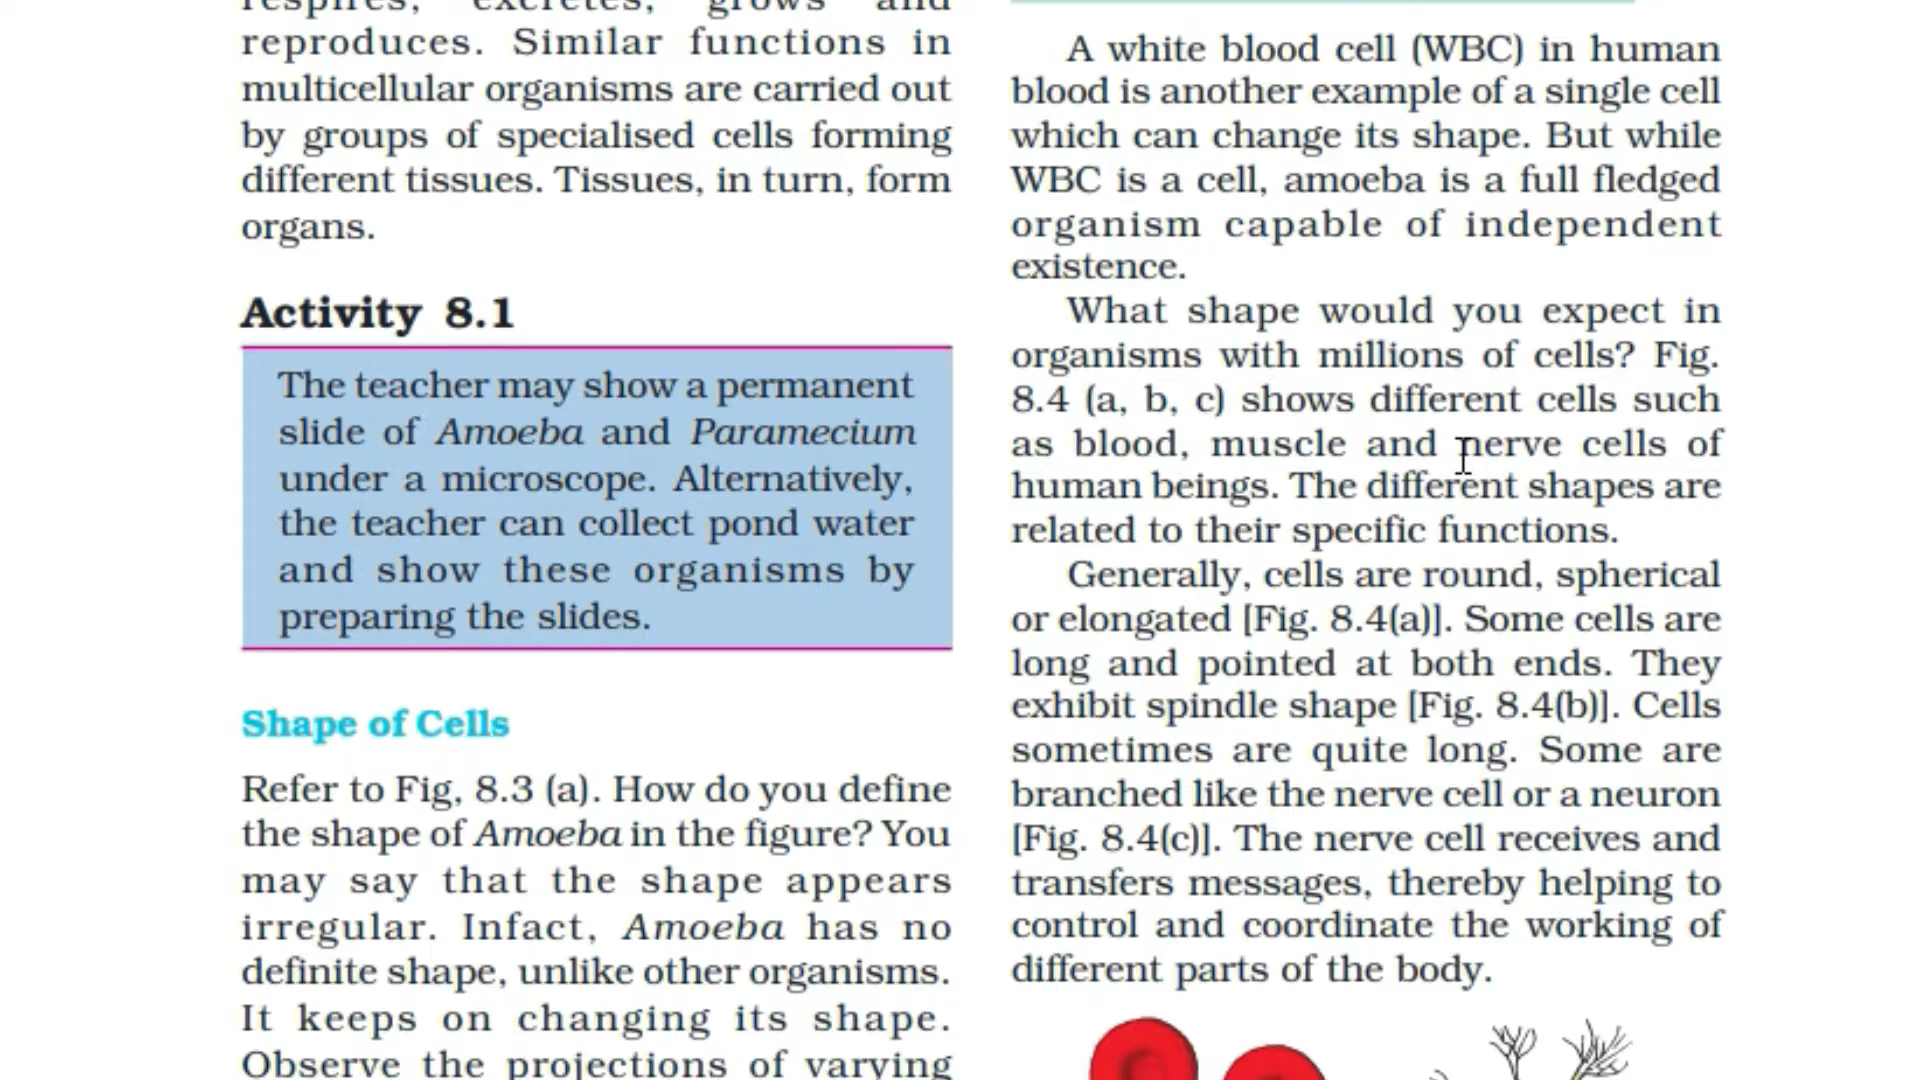 respires, excretes, grows and
reproduces. Similar functions in
multicellular organisms are carried out
by groups of specialised cells forming
different tissues. Tissues, in turn, form
organs.
Activity 8.1
The teacher may show a permanent
slide of Amoeba and Paramecium
under a microscope. Alternatively,
the teacher can collect pond water
and show these organisms by
preparing the slides.
Shape of Cells
Refer to Fig, 8.3 (a). How do you define
the shape of Amoeba in the figure? You
may say that the shape appears
irregular. Infact, Amoeba has no
definite shape, unlike other organisms.
It keeps on changing its shape.
Observe the projections of varying
A white blood cell (WBC) in human
blood is another example of a single cell
which can change its shape. But while
WBC is a cell, amoeba is a full fledged
organism capable of independent
existence.
What shape would you expect in
organisms with millions of cells? Fig.
8.4 (a, b, c) shows different cells such
as blood, muscle and nerve cells of
human beings. The different shapes are
related to their specific functions.
Generally, cells are round, spherical
or elongated [Fig. 8.4(a)]. Some cells are
long and pointed at both ends. They
exhibit spindle shape [Fig. 8.4(b)]. Cells
sometimes are quite long. Some are
branched like the nerve cell or a neuron
[Fig. 8.4(c)]. The nerve cell receives and
transfers messages, thereby helping to
control and coordinate the working of
different parts of the body.